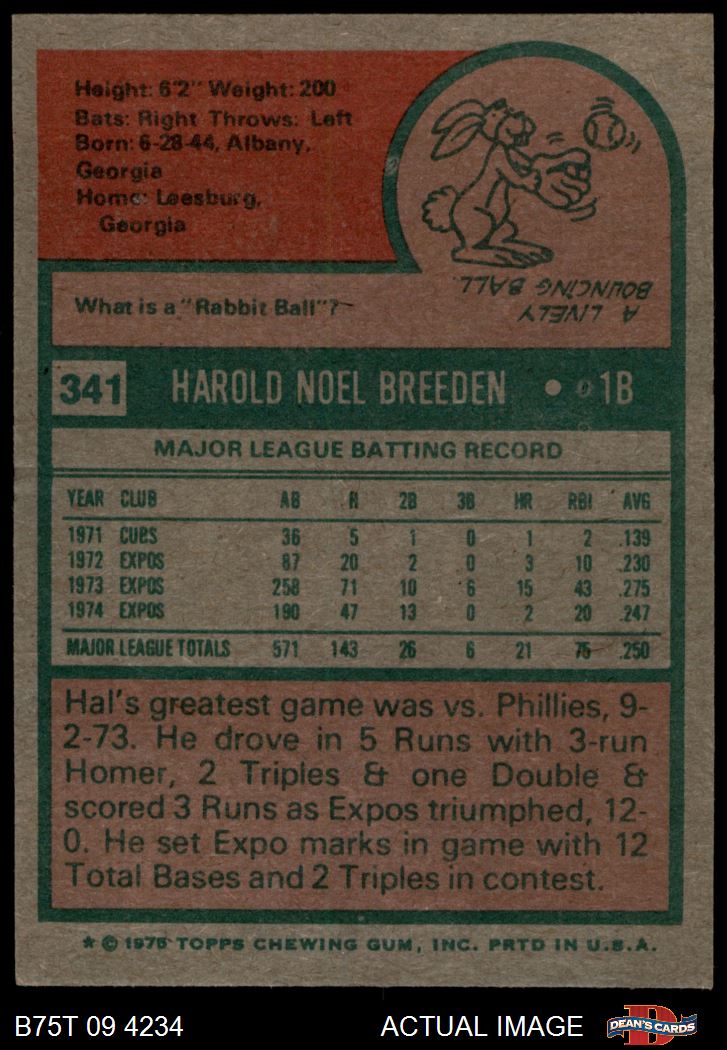 Height: 6'2" Weight: 200
Bats: Right Throws: Left
Born: 6-28-44, Albany,
Georgia
Home: Leesburg,
Georgia
What is a "Rabbit Ball"?
A LIVELY
BOUNCING BALL.
341 HAROLD NOEL BREEDEN • 1B
MAJOR LEAGUE BATTING RECORD
YEAR CLUB AB H 2B 3B HR RBI AVG
1971 CUBS 36 5 1 0 1 2 .139
1972 EXPOS 87 20 2 0 3 10 .230
1973 EXPOS 258 71 10 6 15 43 .275
1974 EXPOS 190 47 13 0 2 20 .247
MAJOR LEAGUE TOTALS 571 143 26 6 21 75 .250
Hal's greatest game was vs. Phillies, 9-
2-73. He drove in 5 Runs with 3-run
Homer, 2 Triples & one Double &
scored 3 Runs as Expos triumphed, 12-
0. He set Expo marks in game with 12
Total Bases and 2 Triples in contest.
* © 1975 TOPPS CHEWING GUM, INC. PRTD IN U.S.A.
B75T 09 4234 ACTUAL IMAGE DEAN'S CARDS